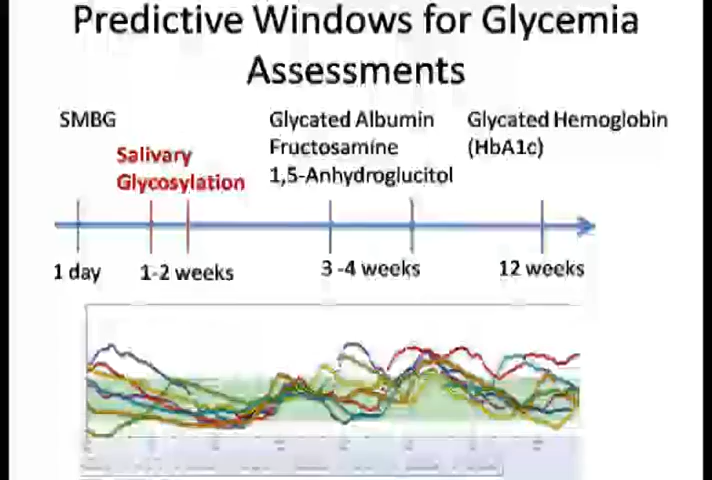 Predictive Windows for Glycemia
Assessments
SMBG
Salivary
Glycosylation
Glycated Albumin
Fructosamine
1,5-Anhydroglucitol
Glycated Hemoglobin
(HbA1c)
1 day
1-2 weeks
3 -4 weeks
12 weeks